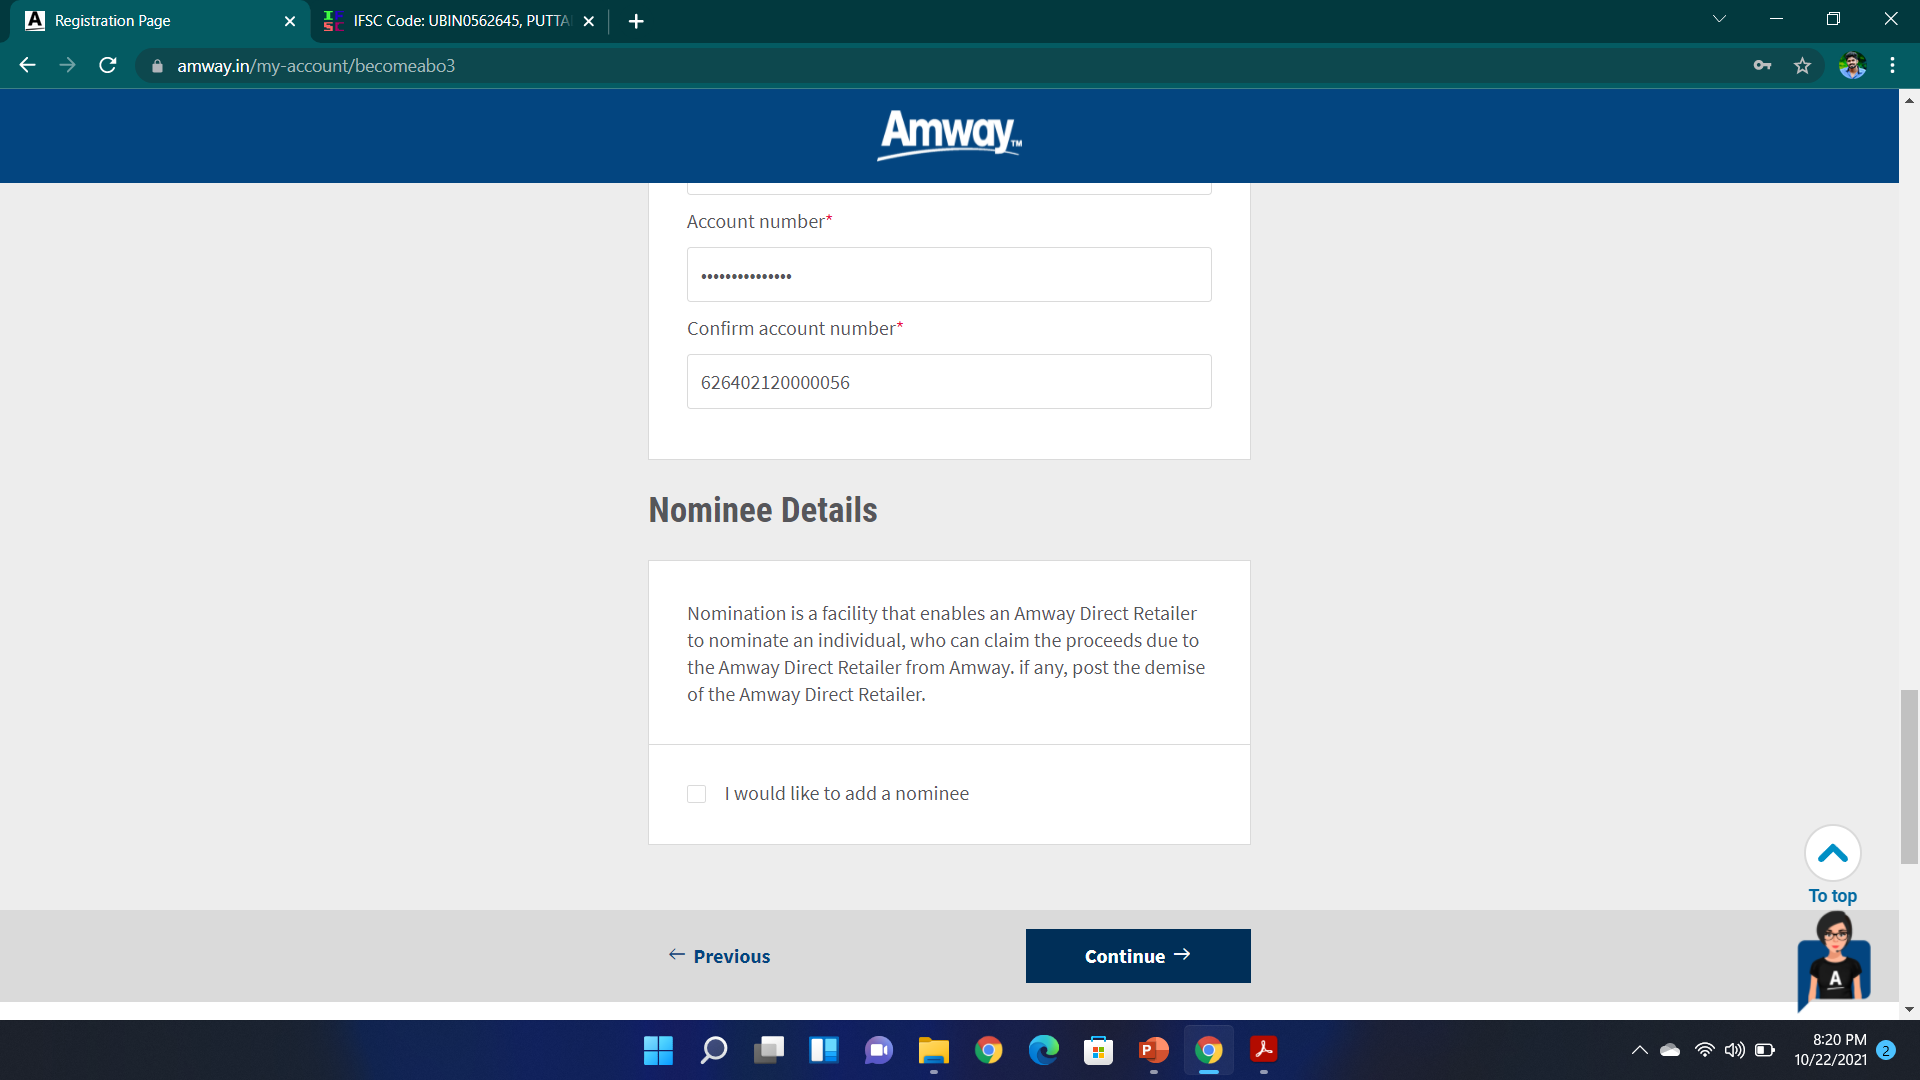 Registration Page
IFSC Code: UBIN0562645, PUTTA
amway.in/my-account/becomeabo3
Amway™
Account number*
•••••••••••••••
Confirm account number*
626402120000056
Nominee Details
Nomination is a facility that enables an Amway Direct Retailer
to nominate an individual, who can claim the proceeds due to
the Amway Direct Retailer from Amway. if any, post the demise
of the Amway Direct Retailer.
I would like to add a nominee
To top
← Previous
Continue →
8:20 PM
10/22/2021
2